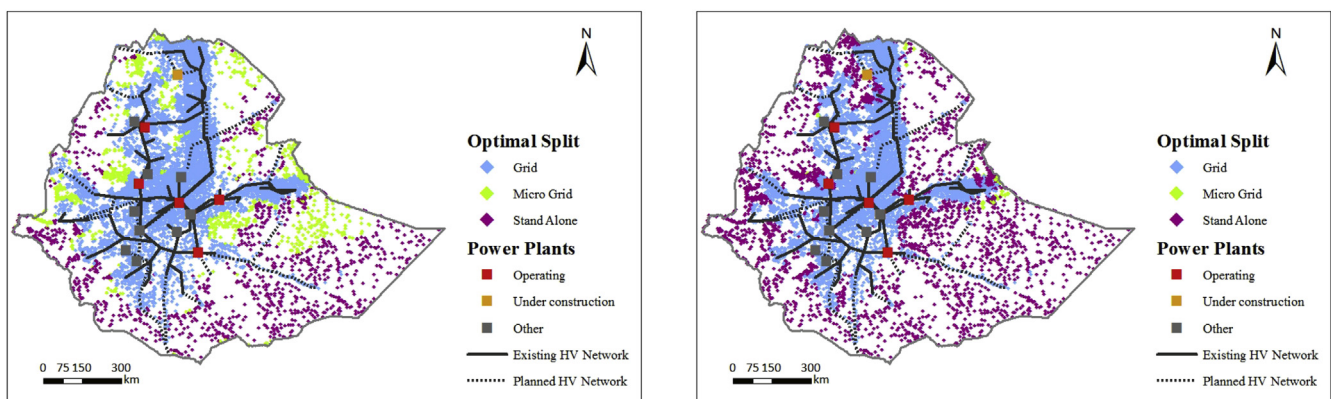 N
Optimal Split
Grid
Micro Grid
Stand Alone
Power Plants
Operating
Under construction
Other
Existing HV Network
Planned HV Network
0 75 150 300
km
N
Optimal Split
Grid
Micro Grid
Stand Alone
Power Plants
Operating
Under construction
Other
Existing HV Network
Planned HV Network
0 75 150 300
km